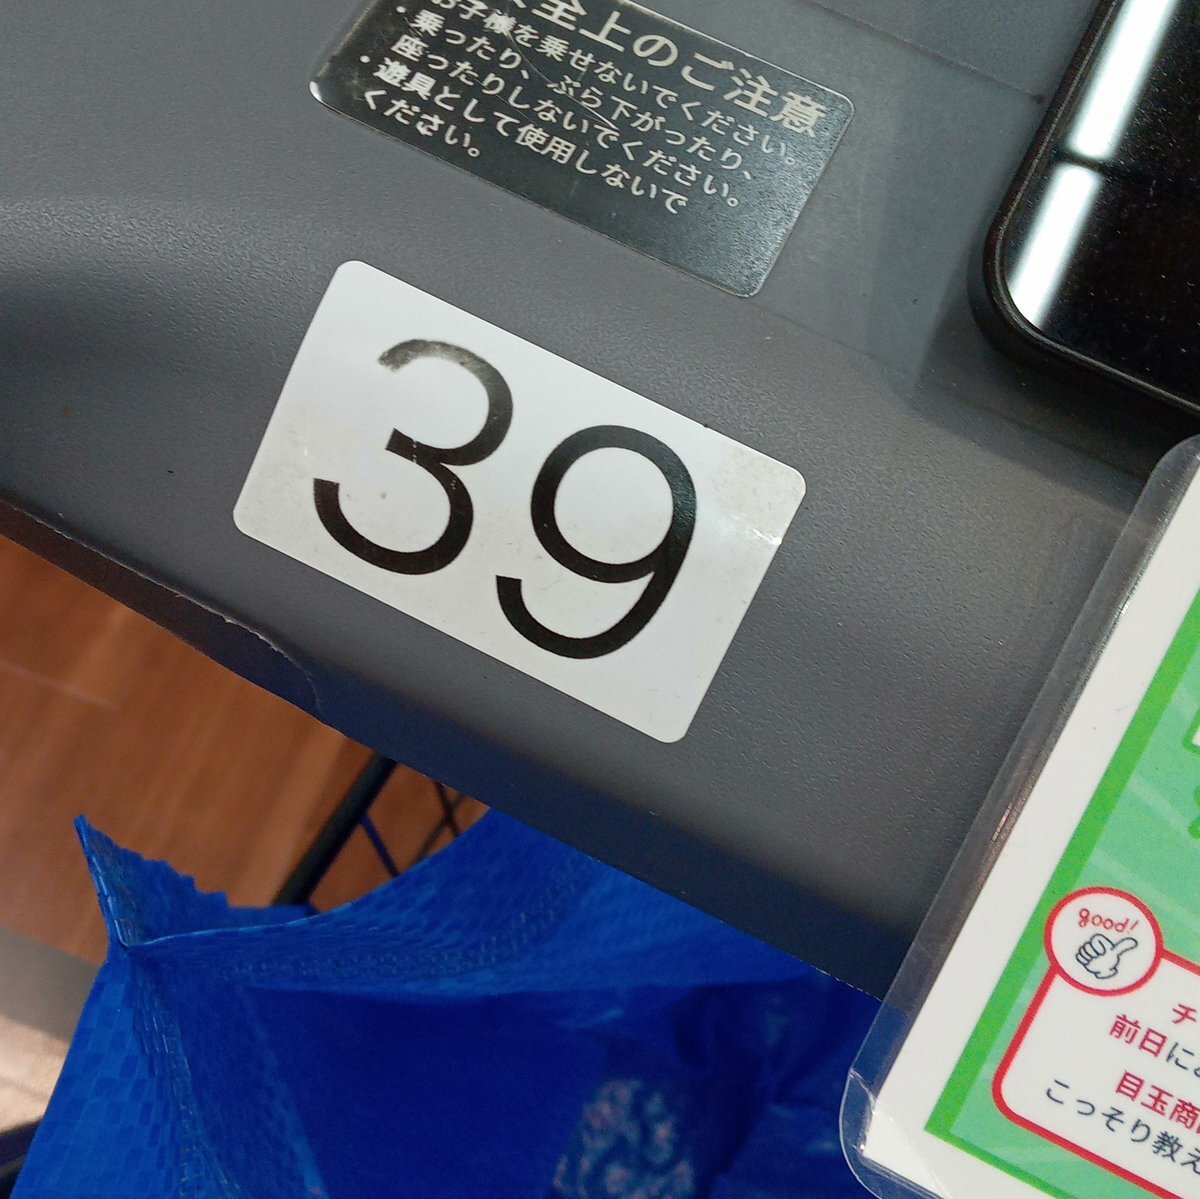 全上のご注意
お子様を乗せないでください。
・乗ったり、ぶら下がったり、
座ったりしないでください。
・遊具として使用しないで
ください。
39
good!
チ
前日に
目玉商
こっそり教え